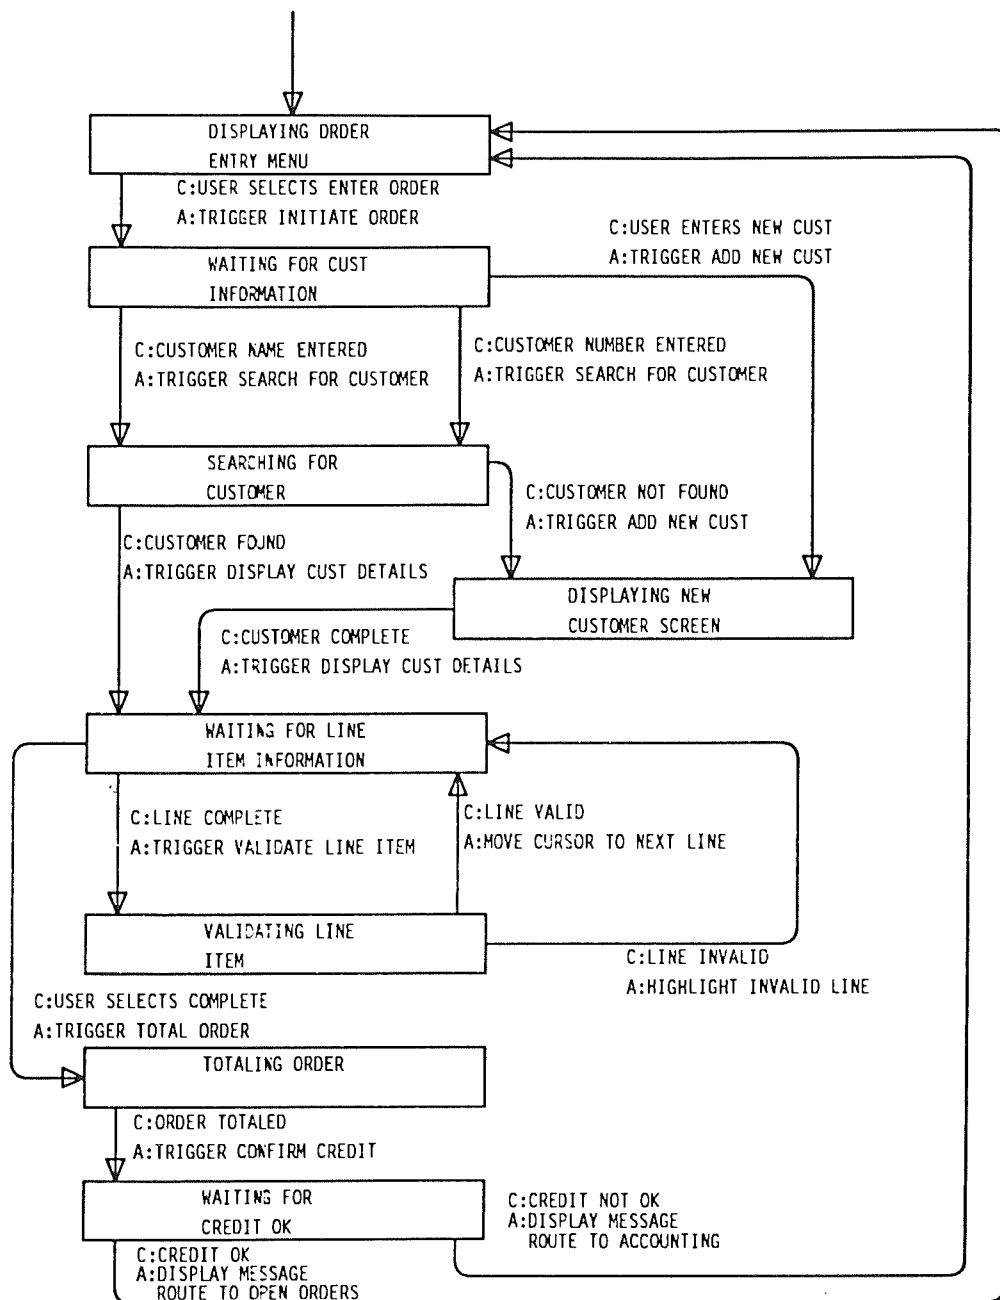 DISPLAYING ORDER
ENTRY MENU
C:USER SELECTS ENTER ORDER
A:TRIGGER INITIATE ORDER
C:USER ENTERS NEW CUST
A:TRIGGER ADD NEW CUST
WAITING FOR CUST
INFORMATION
C:CUSTOMER NAME ENTERED
A:TRIGGER SEARCH FOR CUSTOMER
C:CUSTOMER NUMBER ENTERED
A:TRIGGER SEARCH FOR CUSTOMER
SEARCHING FOR
CUSTOMER
C:CUSTOMER NOT FOUND
A:TRIGGER ADD NEW CUST
C:CUSTOMER FOUND
A:TRIGGER DISPLAY CUST DETAILS
DISPLAYING NEW
CUSTOMER SCREEN
C:CUSTOMER COMPLETE
A:TRIGGER DISPLAY CUST DETAILS
WAITING FOR LINE
ITEM INFORMATION
C:LINE COMPLETE
A:TRIGGER VALIDATE LINE ITEM
C:LINE VALID
A:MOVE CURSOR TO NEXT LINE
VALIDATING LINE
ITEM
C:LINE INVALID
A:HIGHLIGHT INVALID LINE
C:USER SELECTS COMPLETE
A:TRIGGER TOTAL ORDER
TOTALING ORDER
C:ORDER TOTALED
A:TRIGGER CONFIRM CREDIT
WAITING FOR
CREDIT OK
C:CREDIT NOT OK
A:DISPLAY MESSAGE
ROUTE TO ACCOUNTING
C:CREDIT OK
A:DISPLAY MESSAGE
ROUTE TO OPEN ORDERS